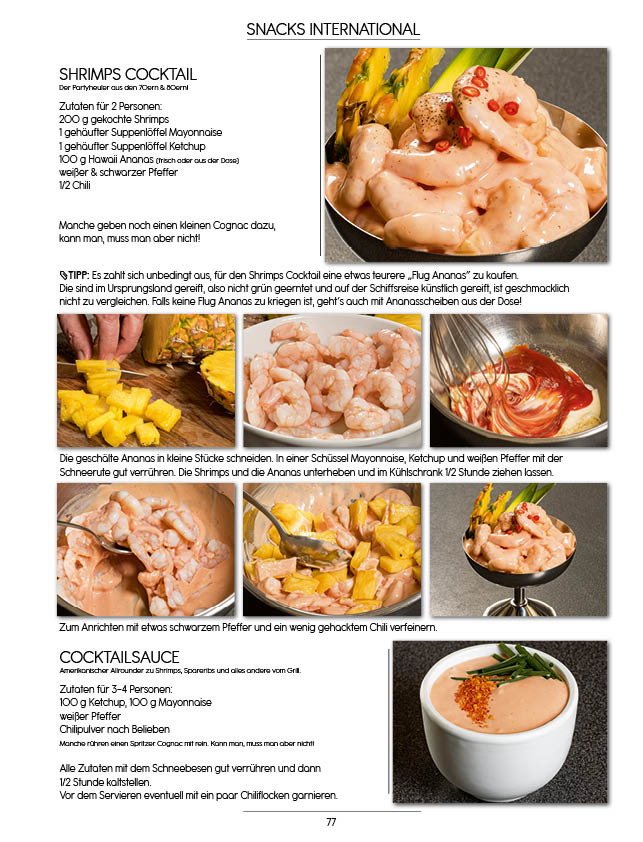 SNACKS INTERNATIONAL
SHRIMPS COCKTAIL
Der Partyheuler aus den 70ern & 80ern!
Zutaten für 2 Personen:
200 g gekochte Shrimps
1 gehäufter Suppenlöffel Mayonnaise
1 gehäufter Suppenlöffel Ketchup
100 g Hawaii Ananas (frisch oder aus der Dose)
weißer & schwarzer Pfeffer
1/2 Chili
Manche geben noch einen kleinen Cognac dazu,
kann man, muss man aber nicht!
TIPP: Es zahlt sich unbedingt aus, für den Shrimps Cocktail eine etwas teurere „Flug Ananas“ zu kaufen.
Die sind im Ursprungsland gereift, also nicht grün geerntet und auf der Schiffsreise künstlich gereift, ist geschmacklich
nicht zu vergleichen. Falls keine Flug Ananas zu kriegen ist, geht's auch mit Ananasscheiben aus der Dose!
Die geschälte Ananas in kleine Stücke schneiden. In einer Schüssel Mayonnaise, Ketchup und weißen Pfeffer mit der
Schneerute gut verrühren. Die Shrimps und die Ananas unterheben und im Kühlschrank 1/2 Stunde ziehen lassen.
Zum Anrichten mit etwas schwarzem Pfeffer und ein wenig gehacktem Chili verfeinern.
COCKTAILSAUCE
Amerikanischer Allrounder zu Shrimps, Spareribs und alles andere vom Grill.
Zutaten für 3-4 Personen:
100 g Ketchup, 100 g Mayonnaise
weißer Pfeffer
Chilipulver nach Belieben
Manche rühren einen Spritzer Cognac mit rein. Kann man, muss man aber nicht!
Alle Zutaten mit dem Schneebesen gut verrühren und dann
1/2 Stunde kaltstellen.
Vor dem Servieren eventuell mit ein paar Chiliflocken garnieren.
77